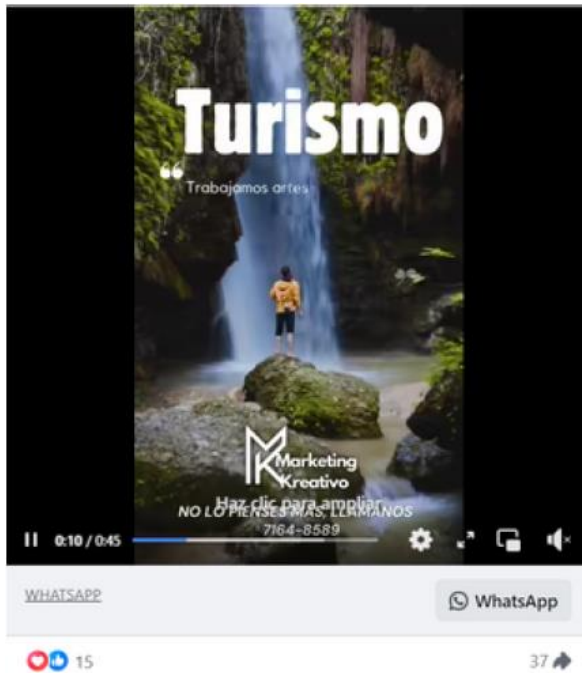 Turismo
“
Trabajamos artes
MK
Marketing
Kreativo
Haz clic para ampliar
NO LO PIENSES MÁS, LLÁMANOS
7164-8589
0:10 / 0:45
WHATSAPP
WhatsApp
15
37